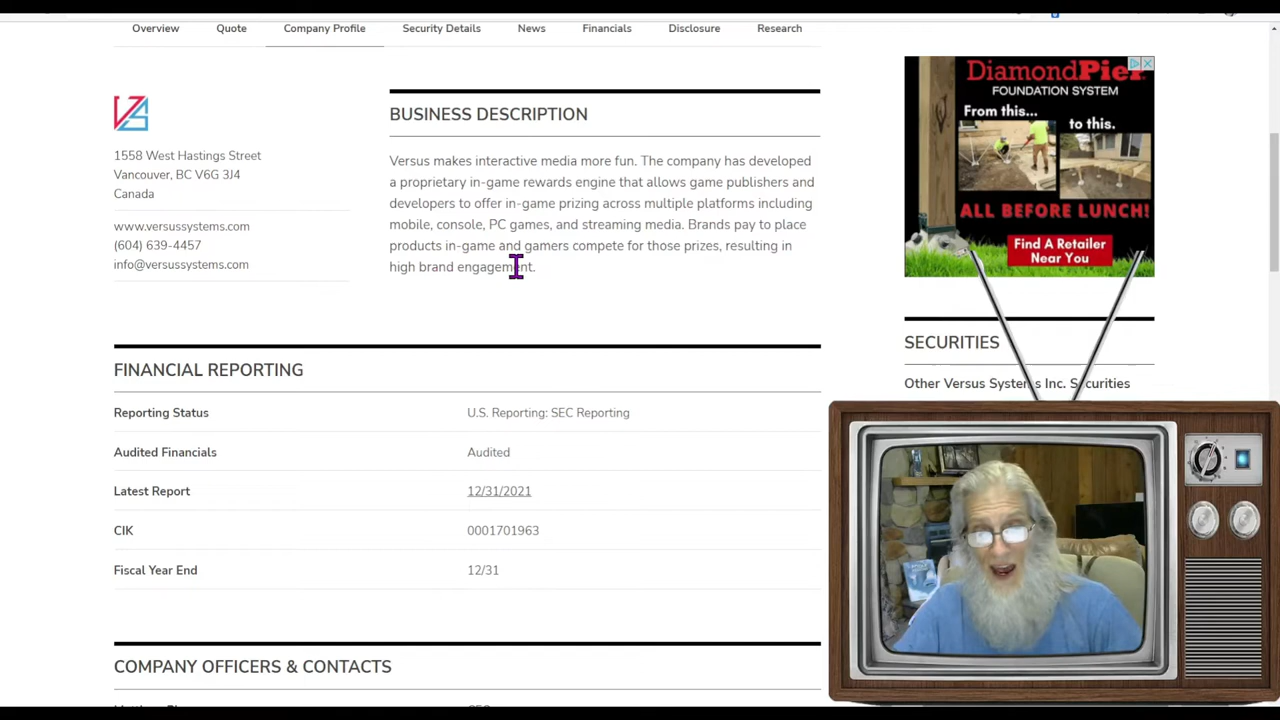 Overview
Quote
Company Profile
Security Details
News
Financials
Disclosure
Research
1558 West Hastings Street
Vancouver, BC V6G 3J4
Canada
www.versussystems.com
(604) 639-4457
info@versussystems.com
BUSINESS DESCRIPTION
Versus makes interactive media more fun. The company has developed
a proprietary in-game rewards engine that allows game publishers and
developers to offer in-game prizing across multiple platforms including
mobile, console, PC games, and streaming media. Brands pay to place
products in-game and gamers compete for those prizes, resulting in
high brand engagement.
FINANCIAL REPORTING
Reporting Status
U.S. Reporting: SEC Reporting
Audited Financials
Audited
Latest Report
12/31/2021
CIK
0001701963
Fiscal Year End
12/31
COMPANY OFFICERS & CONTACTS
DiamondPier
FOUNDATION SYSTEM
From this...
to this.
ALL BEFORE LUNCH!
Find A Retailer
Near You
SECURITIES
Other Versus Systems Inc. Securities